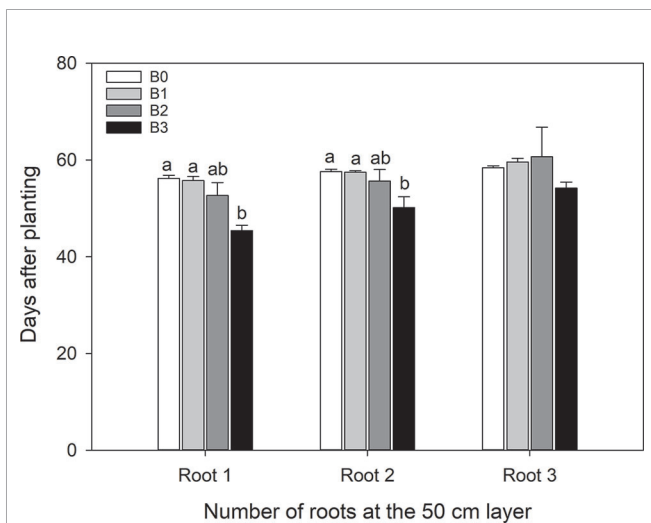 80
B0
B1
B2
B3
60
a a ab
b
a a ab
b
40
20
0
Days after planting
Root 1 Root 2 Root 3
Number of roots at the 50 cm layer